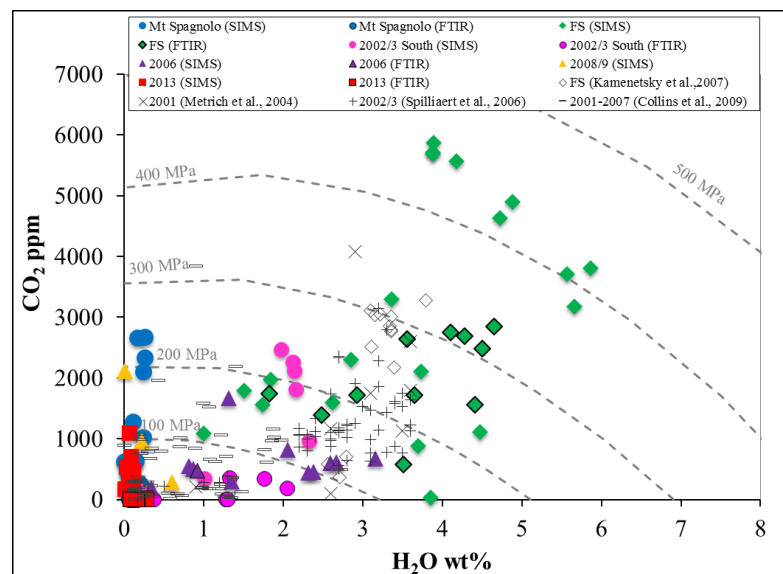 Mt Spagnolo (SIMS) Mt Spagnolo (FTIR) FS (SIMS)
FS (FTIR) 2002/3 South (SIMS) 2002/3 South (FTIR)
2006 (SIMS) 2006 (FTIR) 2008/9 (SIMS)
2013 (SIMS) 2013 (FTIR) FS (Kamenetsky et al.,2007)
2001 (Metrich et al., 2004) 2002/3 (Spilliaert et al., 2006) 2001-2007 (Collins et al., 2009)
7000
6000
5000
4000
3000
2000
1000
0
CO₂ ppm
500 MPa
400 MPa
300 MPa
200 MPa
100 MPa
0 1 2 3 4 5 6 7 8
H₂O wt%